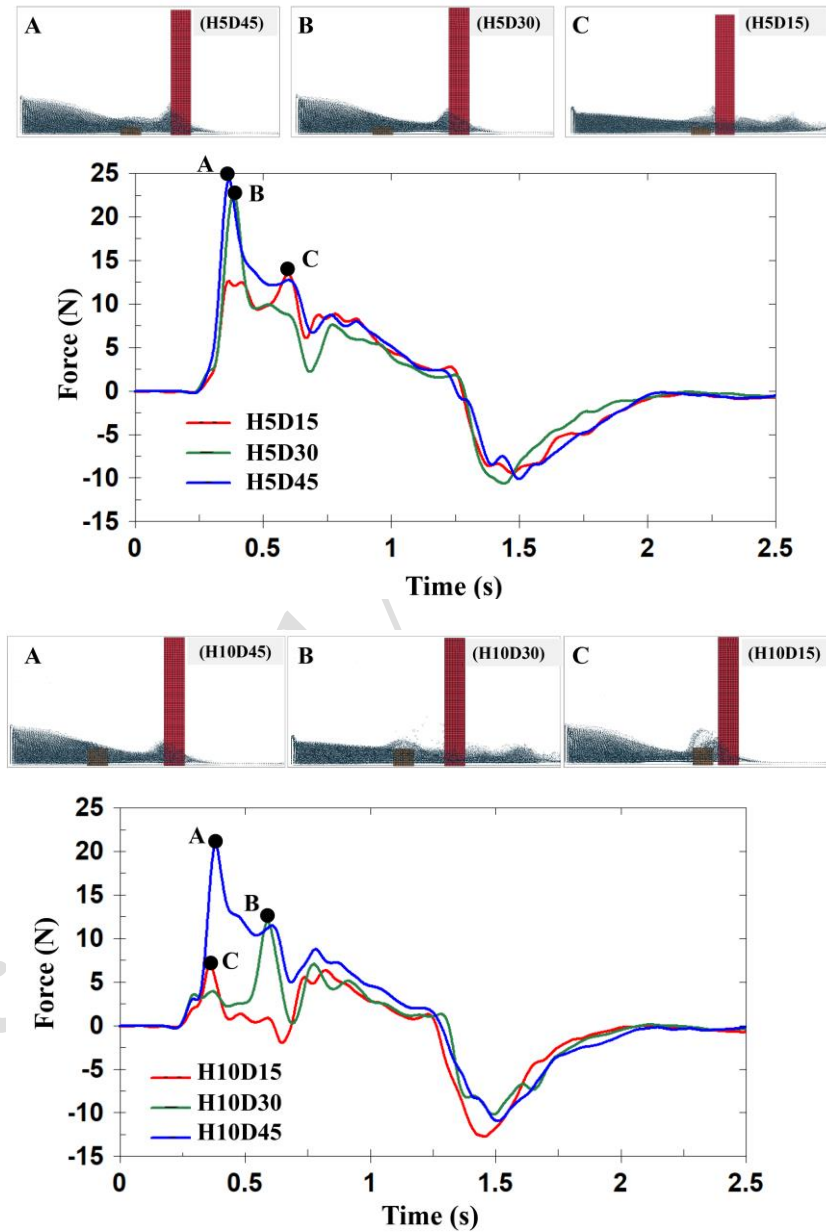 A (H5D45) B (H5D30) C (H5D15)
25
20
15
10
5
0
-5
-10
-15
Force (N)
A
B
C
H5D15
H5D30
H5D45
0 0.5 1 1.5 2 2.5
Time (s)
A (H10D45) B (H10D30) C (H10D15)
25
20
15
10
5
0
-5
-10
-15
Force (N)
A
B
C
H10D15
H10D30
H10D45
0 0.5 1 1.5 2 2.5
Time (s)